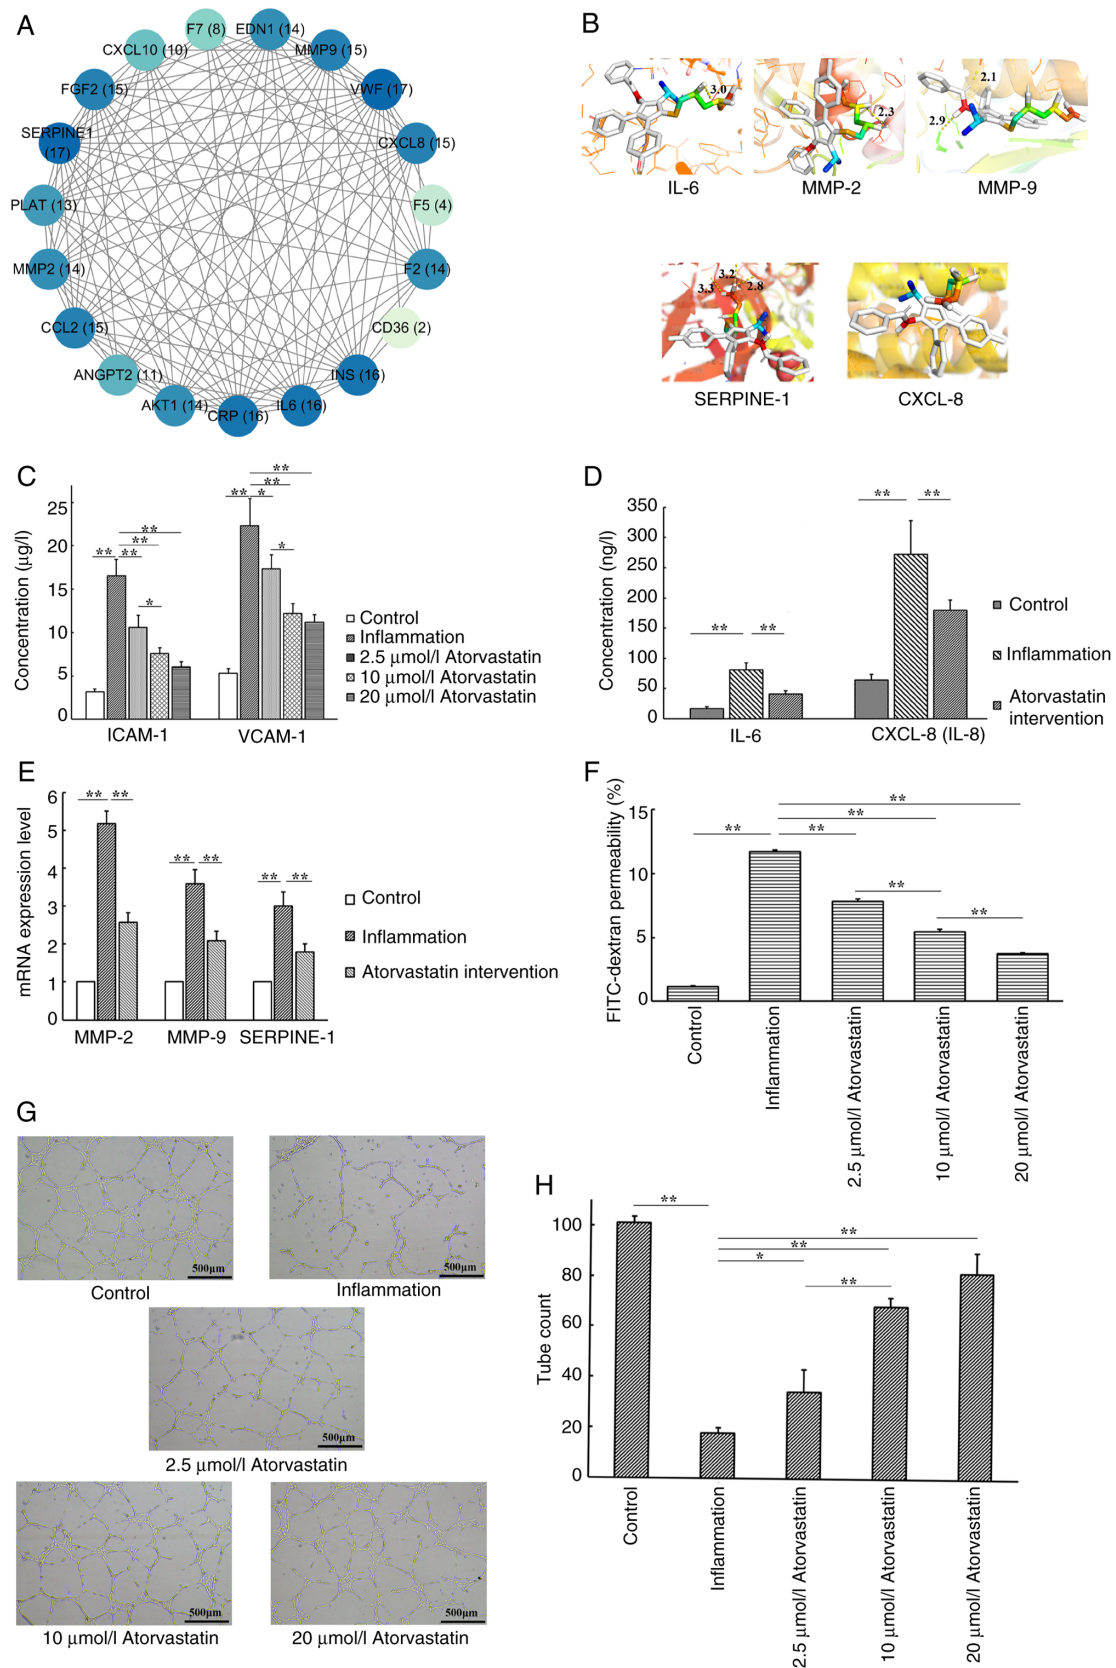 A
F7 (8)
EDN1 (14)
CXCL10 (10)
MMP9 (15)
FGF2 (15)
VWF (17)
SERPINE1
(17)
CXCL8 (15)
PLAT (13)
F5 (4)
MMP2 (14)
F2 (14)
CCL2 (15)
CD36 (2)
ANGPT2 (11)
INS (16)
AKT1 (14)
CRP (16)
IL6 (16)
B
3.0
2.3
2.1
2.9
IL-6
MMP-2
MMP-9
3.2
3.3
2.8
SERPINE-1
CXCL-8
C
Concentration (μg/l)
25
20
15
10
5
0
** ** ** ** *
** * ** ** *
ICAM-1
VCAM-1
Control
Inflammation
2.5 μmol/l Atorvastatin
10 μmol/l Atorvastatin
20 μmol/l Atorvastatin
D
Concentration (ng/l)
350
300
250
200
150
100
50
0
** **
** **
IL-6
CXCL-8 (IL-8)
Control
Inflammation
Atorvastatin
intervention
E
mRNA expression level
6
5
4
3
2
1
0
** **
** **
** **
MMP-2
MMP-9
SERPINE-1
Control
Inflammation
Atorvastatin intervention
F
FITC-dextran permeability (%)
15
10
5
0
**
**
** **
**
**
Control
Inflammation
2.5 μmol/l Atorvastatin
10 μmol/l Atorvastatin
20 μmol/l Atorvastatin
G
500μm
Control
500μm
Inflammation
500μm
2.5 μmol/l Atorvastatin
500μm
10 μmol/l Atorvastatin
500μm
20 μmol/l Atorvastatin
H
Tube count
100
80
60
40
20
0
**
**
**
*
**
Control
Inflammation
2.5 μmol/l Atorvastatin
10 μmol/l Atorvastatin
20 μmol/l Atorvastatin